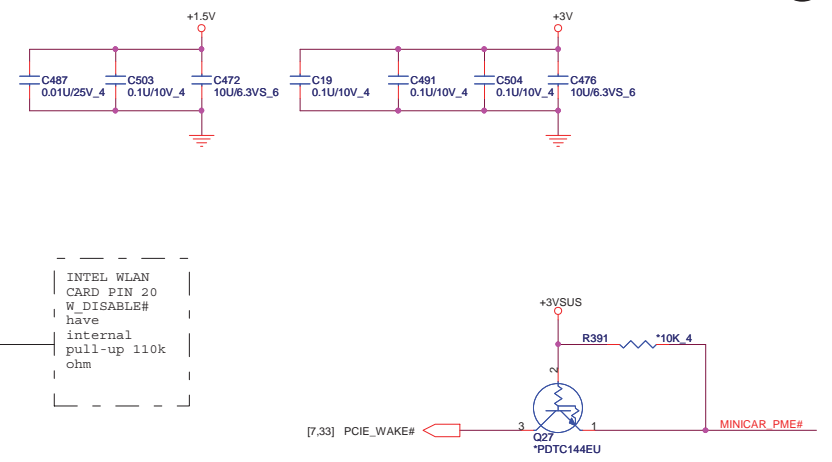 +1.5V
+3V
C487
0.01U/25V_4
C503
0.1U/10V_4
C472
10U/6.3VS_6
C19
0.1U/10V_4
C491
0.1U/10V_4
C504
0.1U/10V_4
C476
10U/6.3VS_6
INTEL WLAN
CARD PIN 20
W_DISABLE#
have
internal
pull-up 110k
ohm
+3VSUS
R391
*10K_4
2
[7,33] PCIE_WAKE#
3
1
MINICAR_PME#
Q27
*PDTC144EU